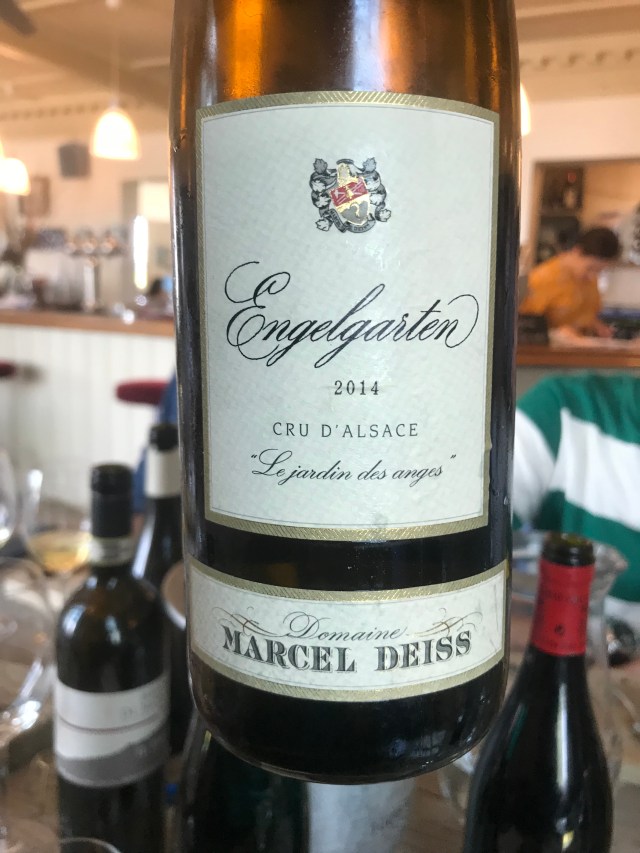 Engelgarten
2014
CRU D'ALSACE
"Le jardin des anges"
Domaine
MARCEL DEISS